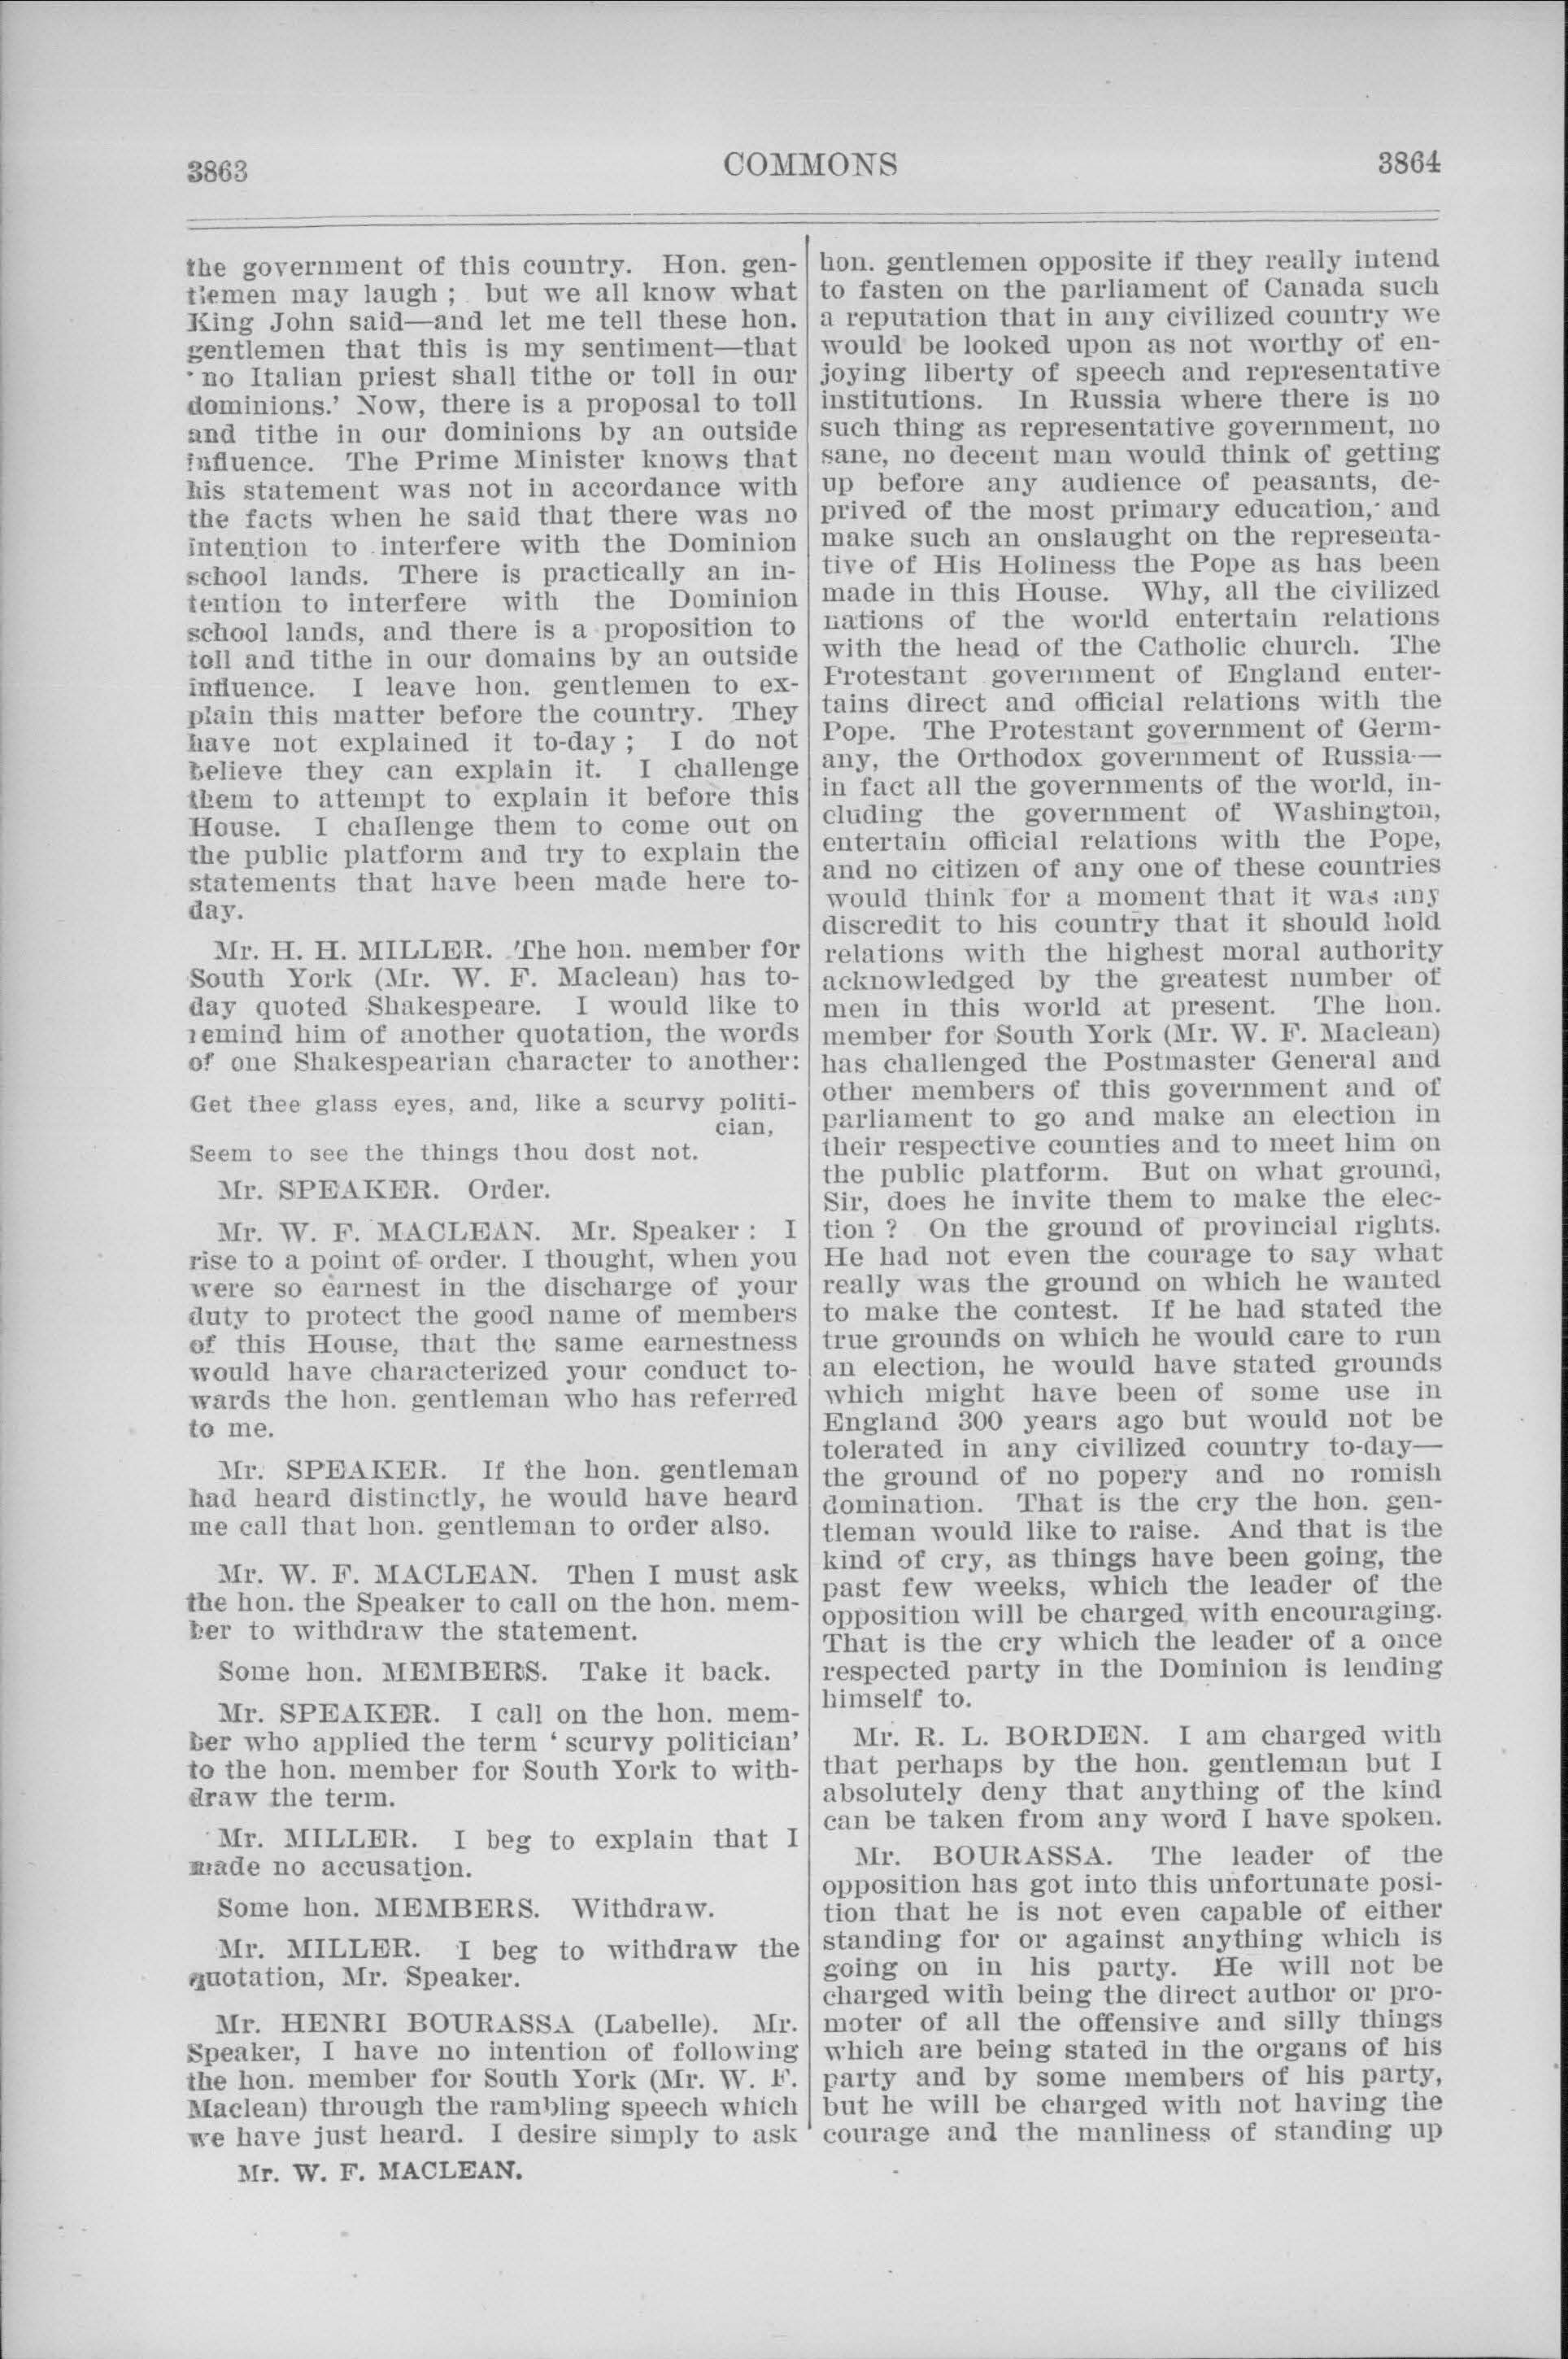 3863
COMMONS
3864
the government of this country. Hon. gen-
tlemen may laugh ; but we all know what
King John said—and let me tell these hon.
gentlemen that this is my sentiment—that
‘ no Italian priest shall tithe or toll in our
dominions.’ Now, there is a proposal to toll
and tithe in our dominions by an outside
influence. The Prime Minister knows that
his statement was not in accordance with
the facts when he said that there was no
intention to interfere with the Dominion
school lands. There is practically an in-
tention to interfere with the Dominion
school lands, and there is a proposition to
toll and tithe in our domains by an outside
influence. I leave hon. gentlemen to ex-
plain this matter before the country. They
have not explained it to-day ; I do not
believe they can explain it. I challenge
them to attempt to explain it before this
House. I challenge them to come out on
the public platform and try to explain the
statements that have been made here to-
day.
Mr. H. H. MILLER. The hon. member for
South York (Mr. W. F. Maclean) has to-
day quoted Shakespeare. I would like to
remind him of another quotation, the words
of one Shakespearian character to another:
Get thee glass eyes, and, like a scurvy politi-
cian,
Seem to see the things thou dost not.
Mr. SPEAKER. Order.
Mr. W. F. MACLEAN. Mr. Speaker : I
rise to a point of order. I thought, when you
were so earnest in the discharge of your
duty to protect the good name of members
of this House, that the same earnestness
would have characterized your conduct to-
wards the hon. gentleman who has referred
to me.
Mr. SPEAKER. If the hon. gentleman
had heard distinctly, he would have heard
me call that hon. gentleman to order also.
Mr. W. F. MACLEAN. Then I must ask
the hon. the Speaker to call on the hon. mem-
ber to withdraw the statement.
Some hon. MEMBERS. Take it back.
Mr. SPEAKER. I call on the hon. mem-
ber who applied the term ‘ scurvy politician’
to the hon. member for South York to with-
draw the term.
Mr. MILLER. I beg to explain that I
made no accusation.
Some hon. MEMBERS. Withdraw.
Mr. MILLER. I beg to withdraw the
quotation, Mr. Speaker.
Mr. HENRI BOURASSA (Labelle). Mr.
Speaker, I have no intention of following
the hon. member for South York (Mr. W. F.
Maclean) through the rambling speech which
we have just heard. I desire simply to ask
Mr. W. F. MACLEAN.
hon. gentlemen opposite if they really intend
to fasten on the parliament of Canada such
a reputation that in any civilized country we
would be looked upon as not worthy of en-
joying liberty of speech and representative
institutions. In Russia where there is no
such thing as representative government, no
sane, no decent man would think of getting
up before any audience of peasants, de-
prived of the most primary education, and
make such an onslaught on the representa-
tive of His Holiness the Pope as has been
made in this House. Why, all the civilized
nations of the world entertain relations
with the head of the Catholic church. The
Protestant government of England enter-
tains direct and official relations with the
Pope. The Protestant government of Germ-
any, the Orthodox government of Russia—
in fact all the governments of the world, in-
cluding the government of Washington,
entertain official relations with the Pope,
and no citizen of any one of these countries
would think for a moment that it was any
discredit to his country that it should hold
relations with the highest moral authority
acknowledged by the greatest number of
men in this world at present. The hon.
member for South York (Mr. W. F. Maclean)
has challenged the Postmaster General and
other members of this government and of
parliament to go and make an election in
their respective counties and to meet him on
the public platform. But on what ground,
Sir, does he invite them to make the elec-
tion ? On the ground of provincial rights.
He had not even the courage to say what
really was the ground on which he wanted
to make the contest. If he had stated the
true grounds on which he would care to run
an election, he would have stated grounds
which might have been of some use in
England 300 years ago but would not be
tolerated in any civilized country to-day—
the ground of no popery and no romish
domination. That is the cry the hon. gen-
tleman would like to raise. And that is the
kind of cry, as things have been going, the
past few weeks, which the leader of the
opposition will be charged with encouraging.
That is the cry which the leader of a once
respected party in the Dominion is lending
himself to.
Mr. R. L. BORDEN. I am charged with
that perhaps by the hon. gentleman but I
absolutely deny that anything of the kind
can be taken from any word I have spoken.
Mr. BOURASSA. The leader of the
opposition has got into this unfortunate posi-
tion that he is not even capable of either
standing for or against anything which is
going on in his party. He will not be
charged with being the direct author or pro-
moter of all the offensive and silly things
which are being stated in the organs of his
party and by some members of his party,
but he will be charged with not having the
courage and the manliness of standing up